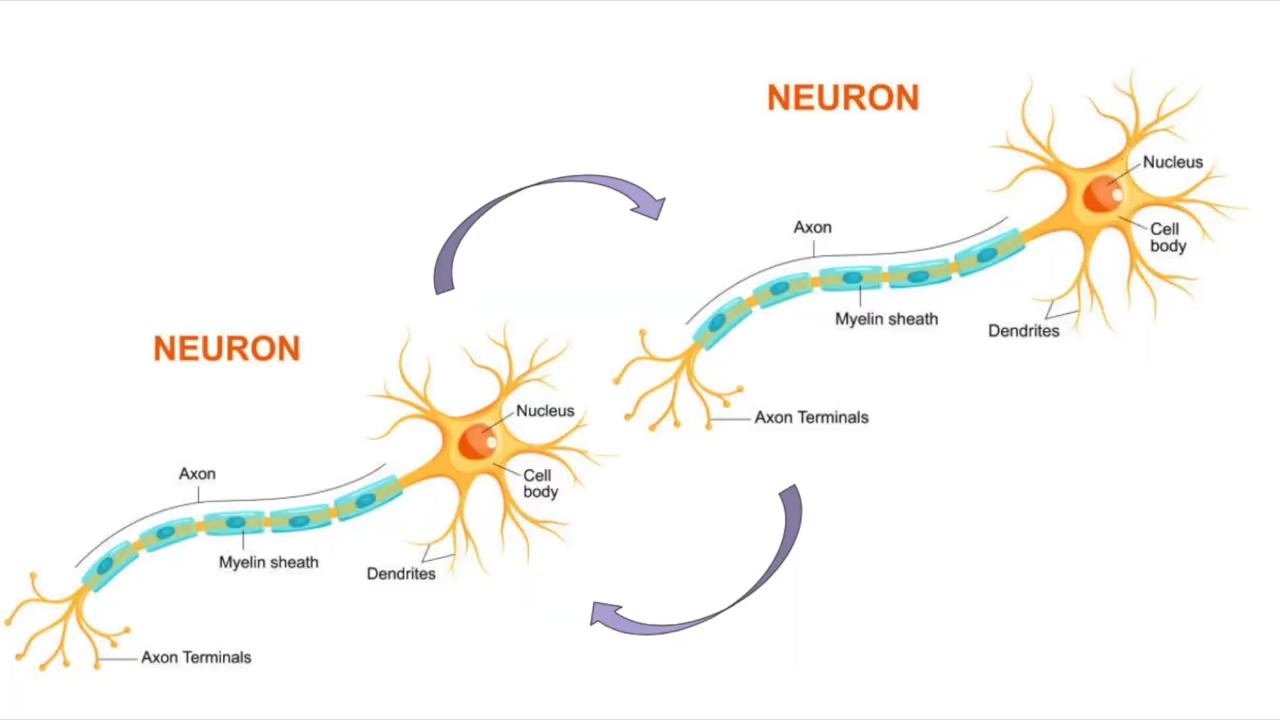 NEURON
Nucleus
Axon
Cell
body
Myelin sheath
Dendrites
Axon Terminals
NEURON
Nucleus
Axon
Cell
body
Myelin sheath
Dendrites
Axon Terminals